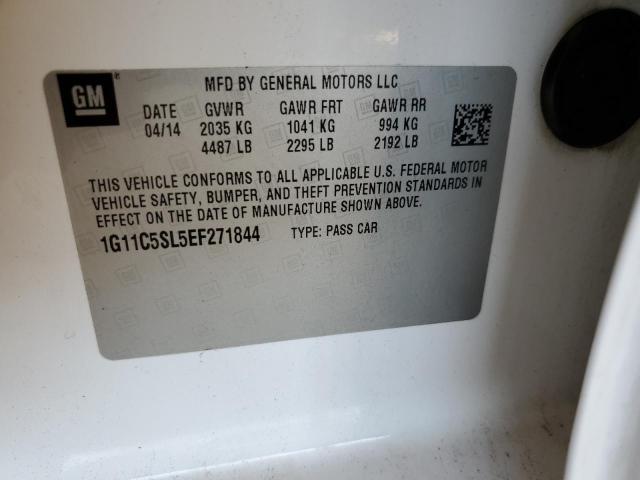 GM ®
MFD BY GENERAL MOTORS LLC
DATE GVWR GAWR FRT GAWR RR
04/14 2035 KG 1041 KG 994 KG
4487 LB 2295 LB 2192 LB
THIS VEHICLE CONFORMS TO ALL APPLICABLE U.S. FEDERAL MOTOR
VEHICLE SAFETY, BUMPER, AND THEFT PREVENTION STANDARDS IN
EFFECT ON THE DATE OF MANUFACTURE SHOWN ABOVE.
1G11C5SL5EF271844 TYPE: PASS CAR